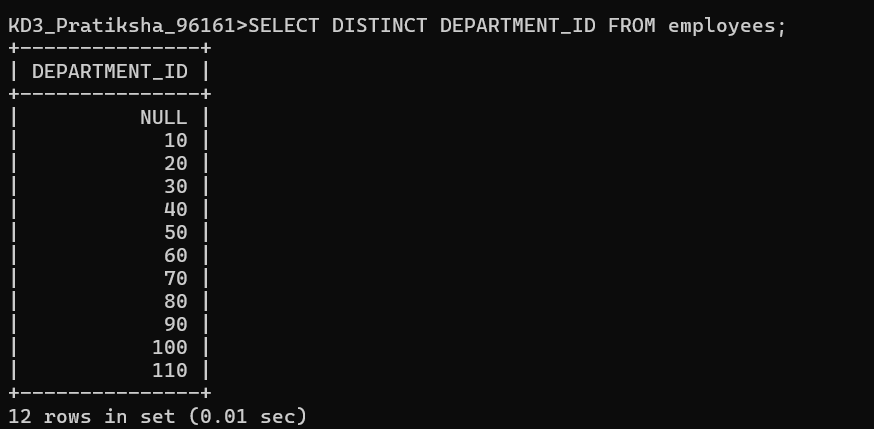 KD3_Pratiksha_96161>SELECT DISTINCT DEPARTMENT_ID FROM employees;
+---------------+
| DEPARTMENT_ID |
+---------------+
|          NULL |
|            10 |
|            20 |
|            30 |
|            40 |
|            50 |
|            60 |
|            70 |
|            80 |
|            90 |
|           100 |
|           110 |
+---------------+
12 rows in set (0.01 sec)